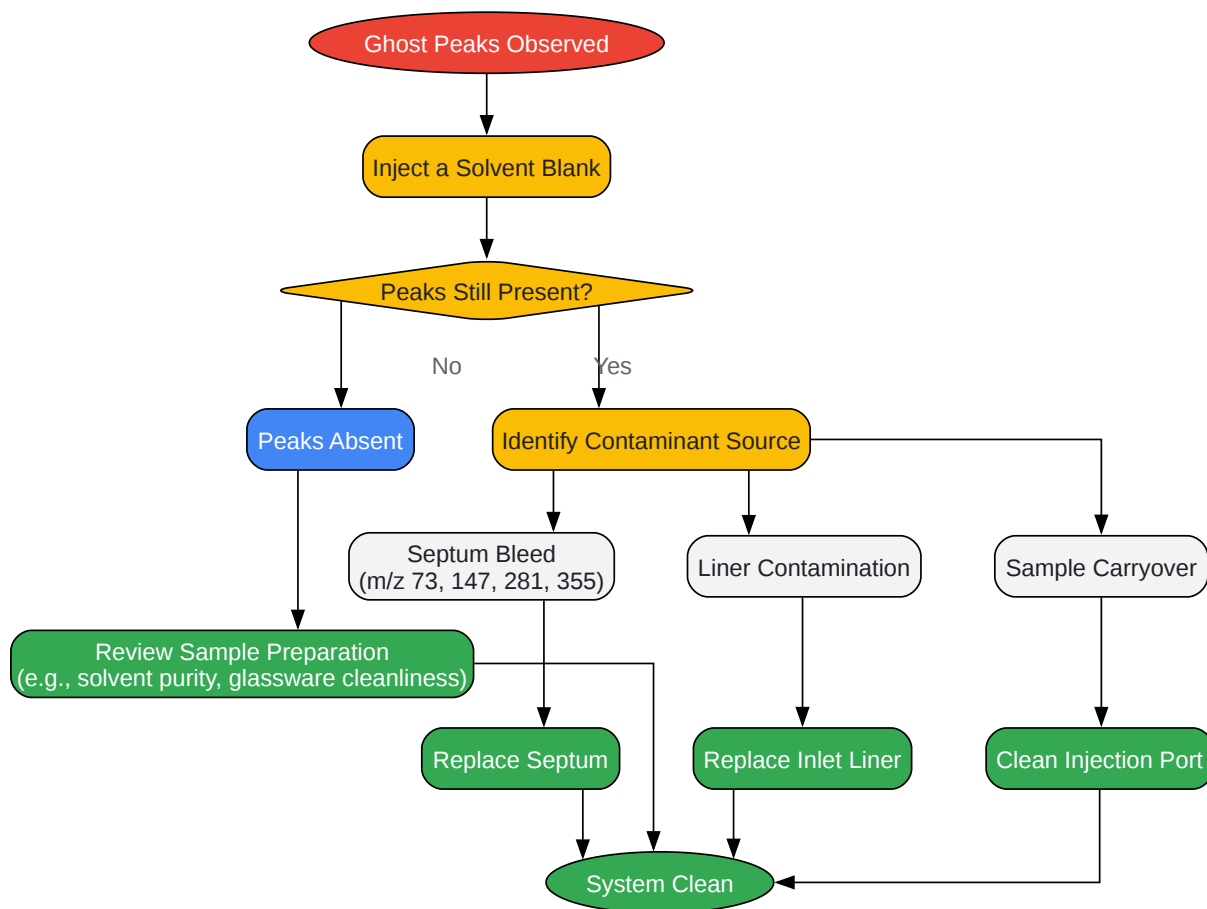 Ghost Peaks Observed
Inject a Solvent Blank
Peaks Still Present?
No
Yes
Peaks Absent
Identify Contaminant Source
Septum Bleed
(m/z 73, 147, 281, 355)
Liner Contamination
Sample Carryover
Review Sample Preparation
(e.g., solvent purity, glassware cleanliness)
Replace Septum
Replace Inlet Liner
Clean Injection Port
System Clean